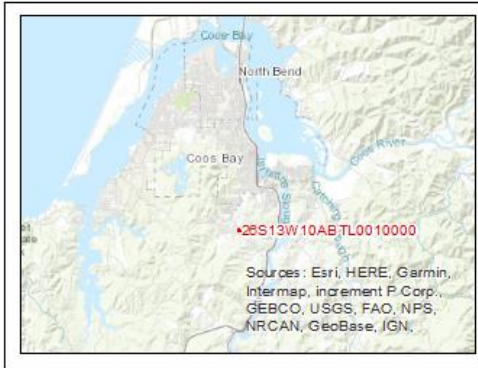 Coos Bay
North Bend
Coos River
Coos Bay
Isthmus Slough
Catching Slough
26S13W10ABTL0010000
Sources: Esri, HERE, Garmin,
Intermap, increment P Corp.,
GEBCO, USGS, FAO, NPS,
NRCAN, GeoBase, IGN,